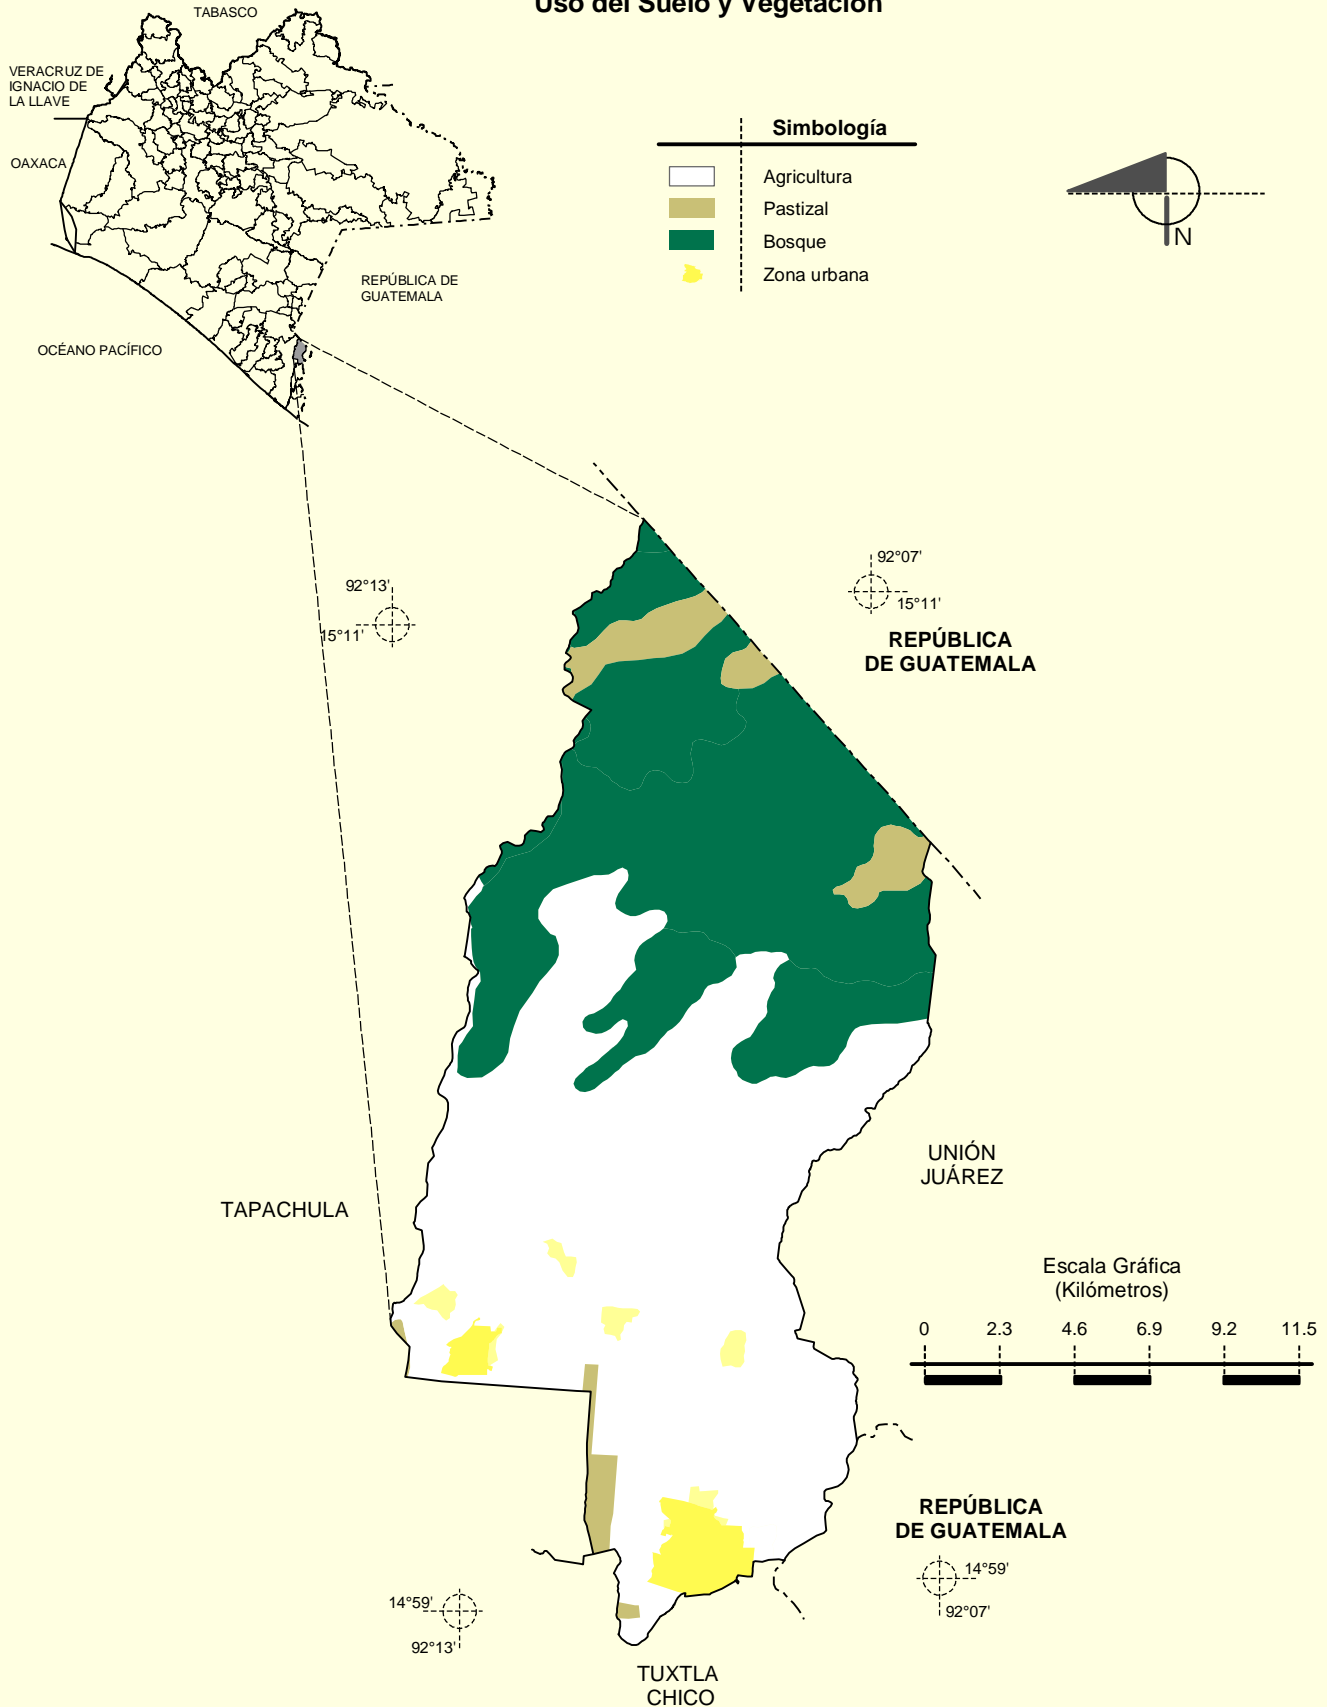 Uso del Suelo y Vegetación
TABASCO
VERACRUZ DE
IGNACIO DE
LA LLAVE
OAXACA
REPÚBLICA DE
GUATEMALA
OCÉANO PACÍFICO
Simbología
Agricultura
Pastizal
Bosque
Zona urbana
N
92°13'
15°11'
92°07'
15°11'
REPÚBLICA
DE GUATEMALA
UNIÓN
JUÁREZ
TAPACHULA
Escala Gráfica
(Kilómetros)
0 2.3 4.6 6.9 9.2 11.5
REPÚBLICA
DE GUATEMALA
14°59'
92°07'
14°59'
92°13'
TUXTLA
CHICO